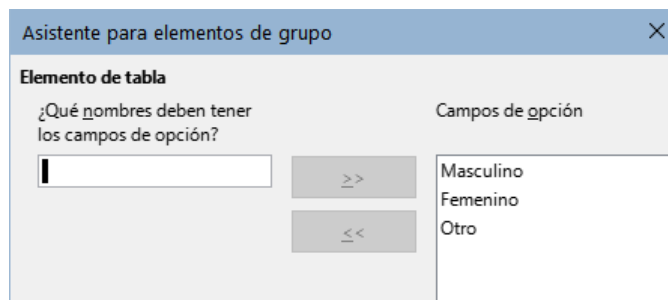 Asistente para elementos de grupo
Elemento de tabla
¿Qué nombres deben tener
los campos de opción?
>>
<<
Campos de opción
Masculino
Femenino
Otro